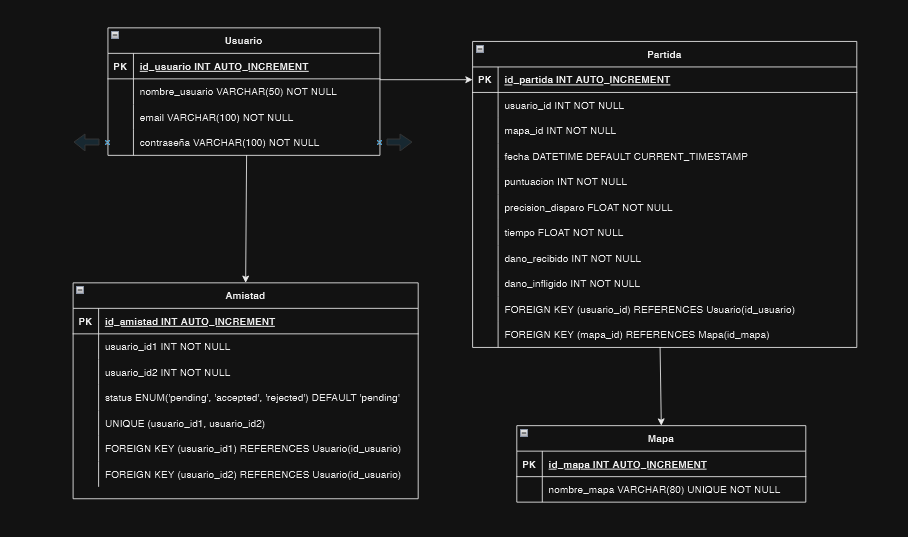 Usuario
PK id_usuario INT AUTO_INCREMENT
nombre_usuario VARCHAR(50) NOT NULL
email VARCHAR(100) NOT NULL
contraseña VARCHAR(100) NOT NULL
Partida
PK id_partida INT AUTO_INCREMENT
usuario_id INT NOT NULL
mapa_id INT NOT NULL
fecha DATETIME DEFAULT CURRENT_TIMESTAMP
puntuacion INT NOT NULL
precision_disparo FLOAT NOT NULL
tiempo FLOAT NOT NULL
dano_recibido INT NOT NULL
dano_infligido INT NOT NULL
FOREIGN KEY (usuario_id) REFERENCES Usuario(id_usuario)
FOREIGN KEY (mapa_id) REFERENCES Mapa(id_mapa)
Amistad
PK id_amistad INT AUTO_INCREMENT
usuario_id1 INT NOT NULL
usuario_id2 INT NOT NULL
status ENUM('pending', 'accepted', 'rejected') DEFAULT 'pending'
UNIQUE (usuario_id1, usuario_id2)
FOREIGN KEY (usuario_id1) REFERENCES Usuario(id_usuario)
FOREIGN KEY (usuario_id2) REFERENCES Usuario(id_usuario)
Mapa
PK id_mapa INT AUTO_INCREMENT
nombre_mapa VARCHAR(80) UNIQUE NOT NULL